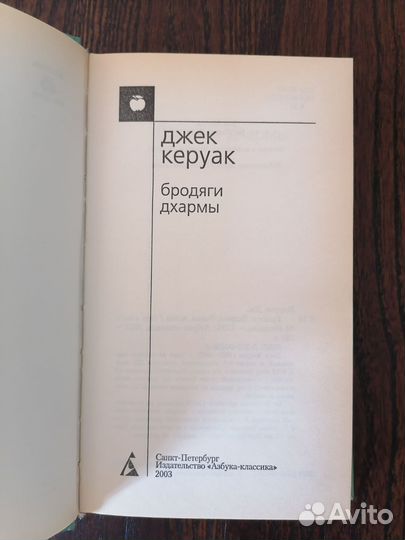 джек
керуак
бродяги
дхармы
Санкт-Петербург
Издательство «Азбука-классика»
2003
Avito